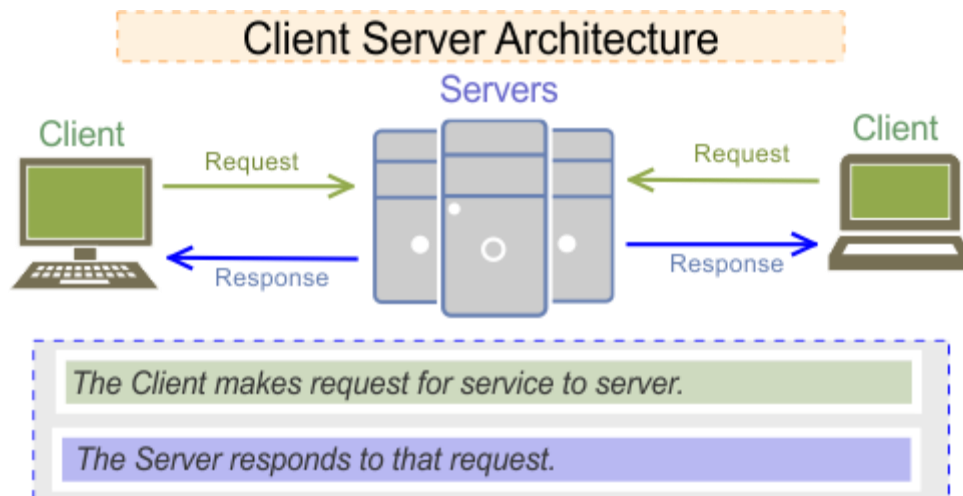 Client Server Architecture
Servers
Client
Client
Request
Request
Response
Response
The Client makes request for service to server.
The Server responds to that request.